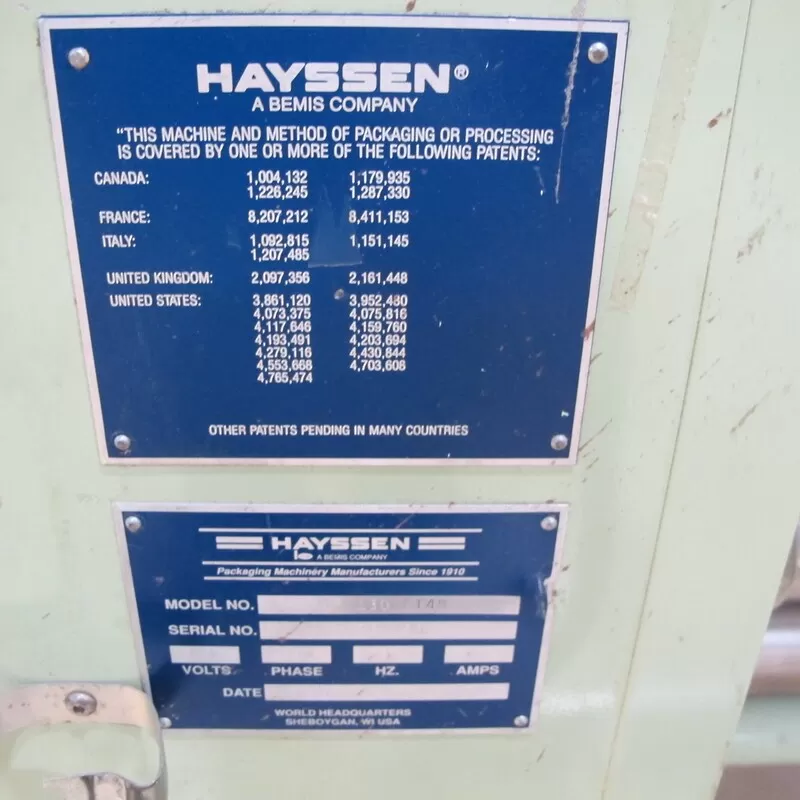 HAYSSEN®
A BEMIS COMPANY
"THIS MACHINE AND METHOD OF PACKAGING OR PROCESSING
IS COVERED BY ONE OR MORE OF THE FOLLOWING PATENTS:
CANADA: 1,004,132 1,179,935
1,226,245 1,287,330
FRANCE: 8,207,212 8,411,153
ITALY: 1,092,815 1,151,145
1,207,485
UNITED KINGDOM: 2,097,356 2,161,448
UNITED STATES: 3,861,120 3,952,480
4,073,375 4,075,816
4,117,646 4,159,760
4,193,491 4,203,694
4,279,116 4,430,844
4,553,668 4,703,608
4,765,474
OTHER PATENTS PENDING IN MANY COUNTRIES
HAYSSEN
A BEMIS COMPANY
Packaging Machinery Manufacturers Since 1910
MODEL NO.
SERIAL NO.
VOLTS PHASE HZ. AMPS
DATE
WORLD HEADQUARTERS
SHEBOYGAN, WI USA